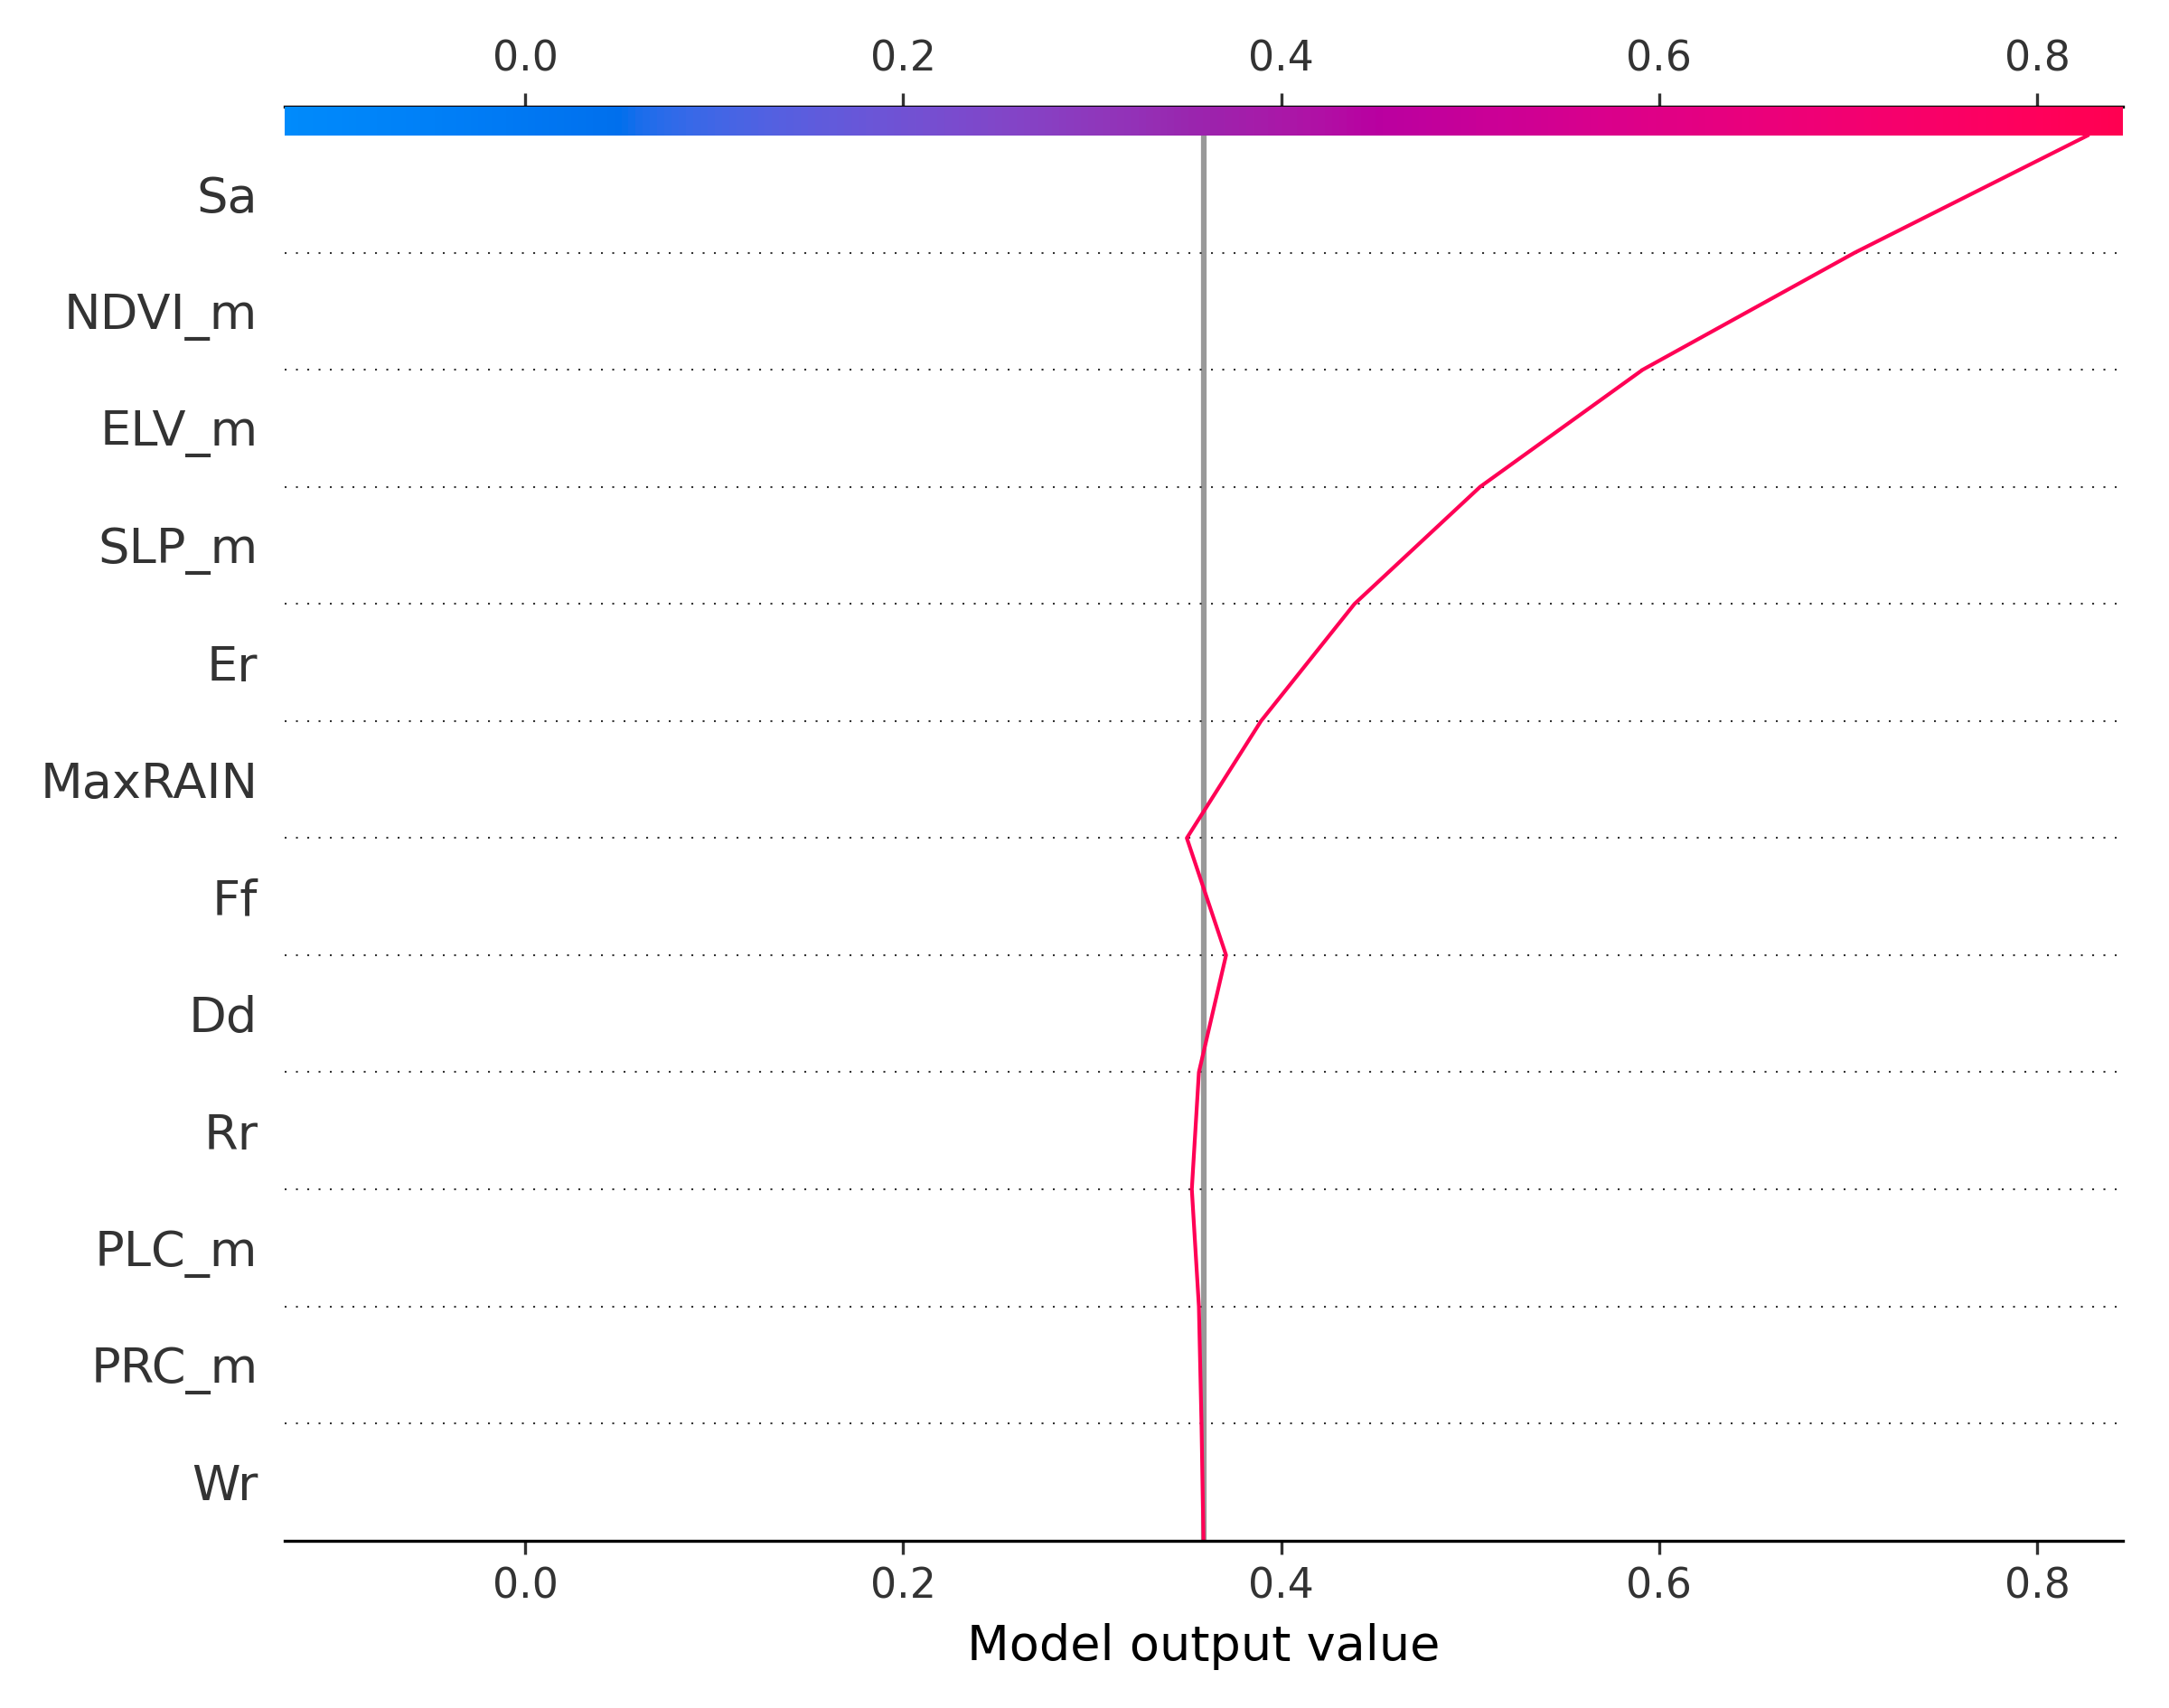 0.0 0.2 0.4 0.6 0.8
Sa
NDVI_m
ELV_m
SLP_m
Er
MaxRAIN
Ff
Dd
Rr
PLC_m
PRC_m
Wr
0.0 0.2 0.4 0.6 0.8
Model output value